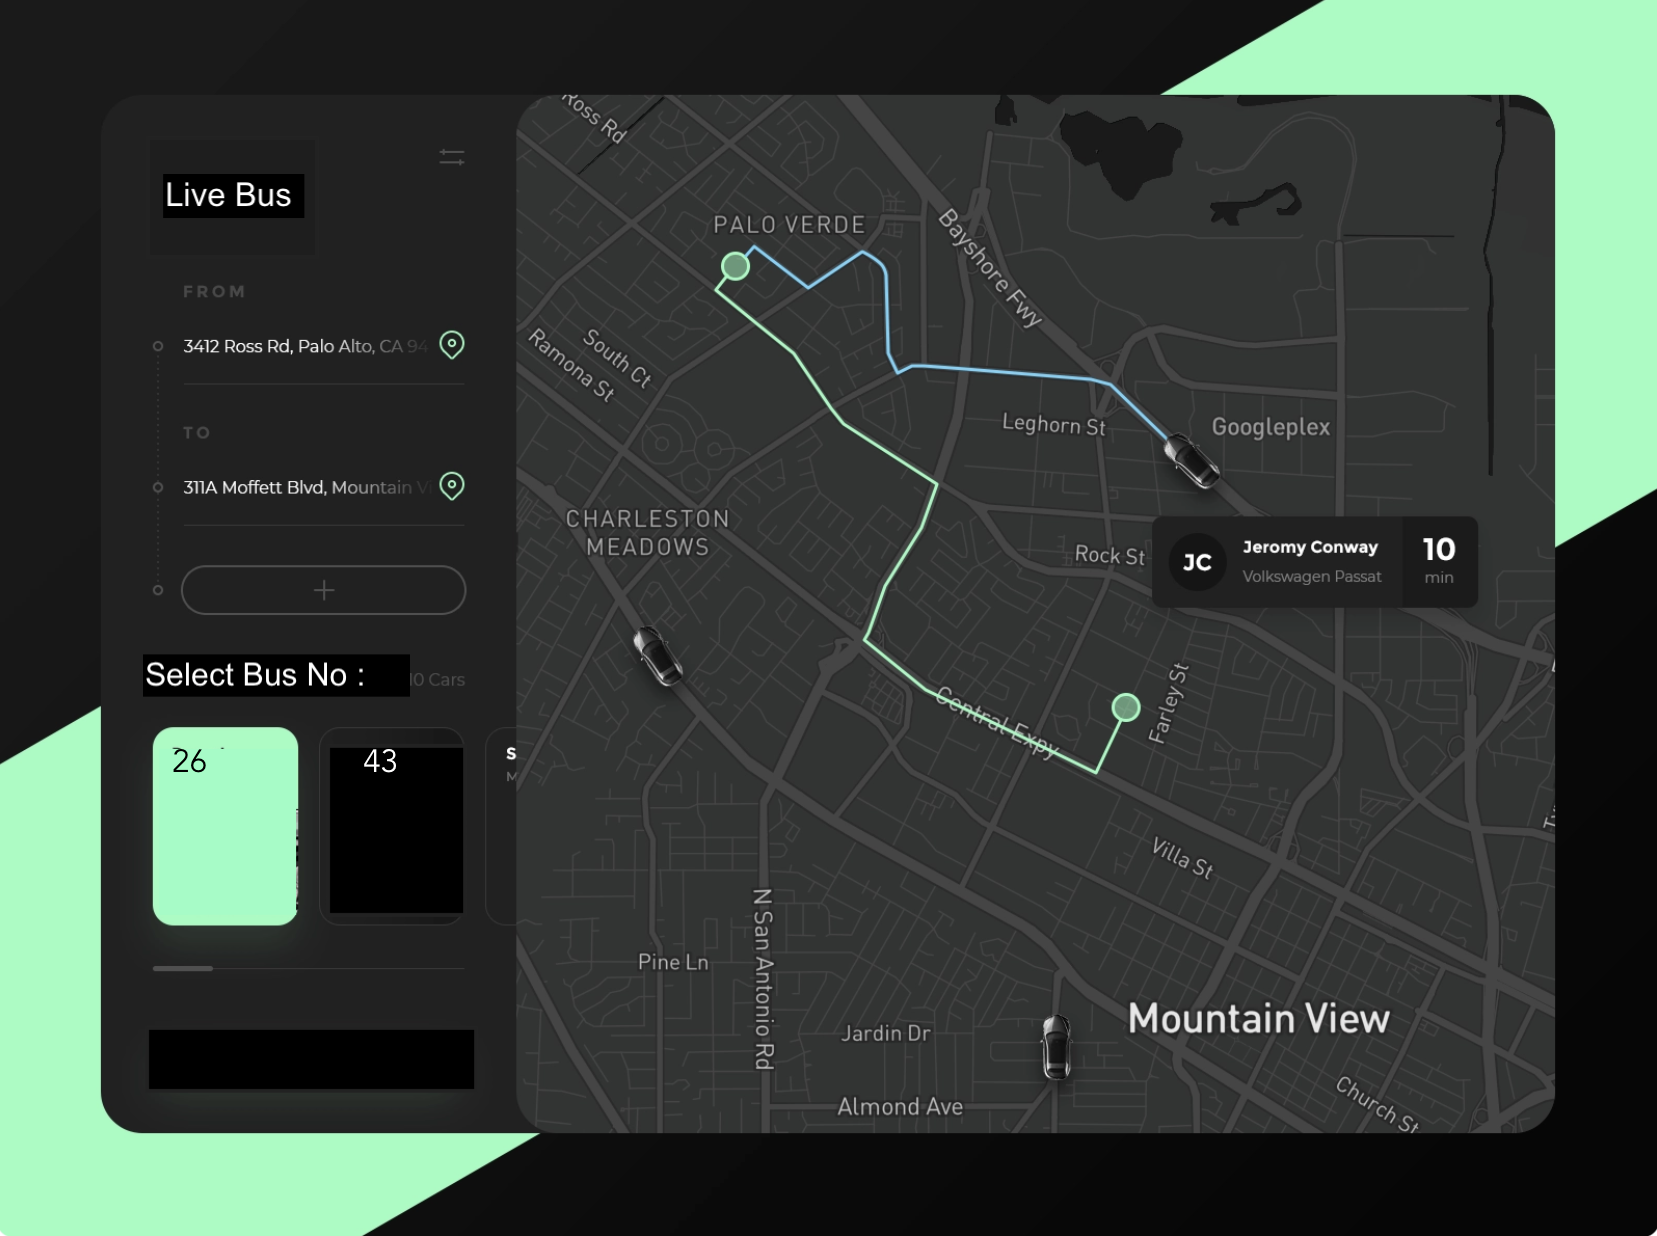 Live Bus
FROM
3412 Ross Rd, Palo Alto, CA 94
TO
311A Moffett Blvd, Mountain Vi
Select Bus No :
10 Cars
26
43
S
M
Ross Rd
PALO VERDE
Bayshore Fwy
South Ct
Ramona St
Leghorn St
Googleplex
CHARLESTON
MEADOWS
Rock St
JC
Jeromy Conway
Volkswagen Passat
10
min
Farley St
Central Expy
Villa St
N San Antonio Rd
Pine Ln
Mountain View
Jardin Dr
Almond Ave
Church St